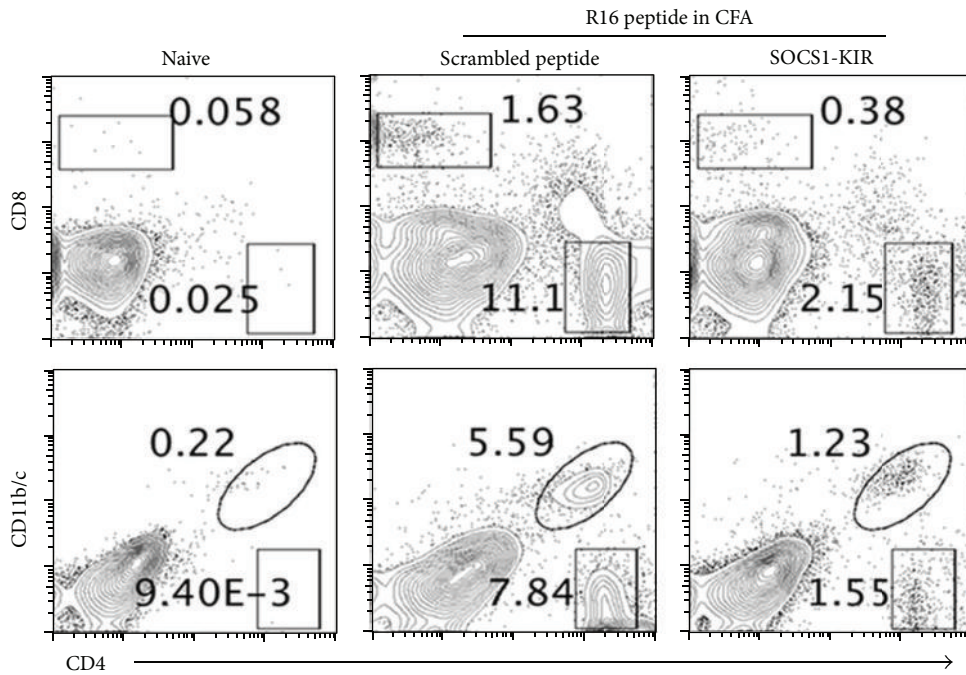 R16 peptide in CFA
Naive
Scrambled peptide
SOCS1-KIR
CD8
0.058
1.63
0.38
0.025
11.1
2.15
CD11b/c
0.22
5.59
1.23
9.40E−3
7.84
1.55
CD4